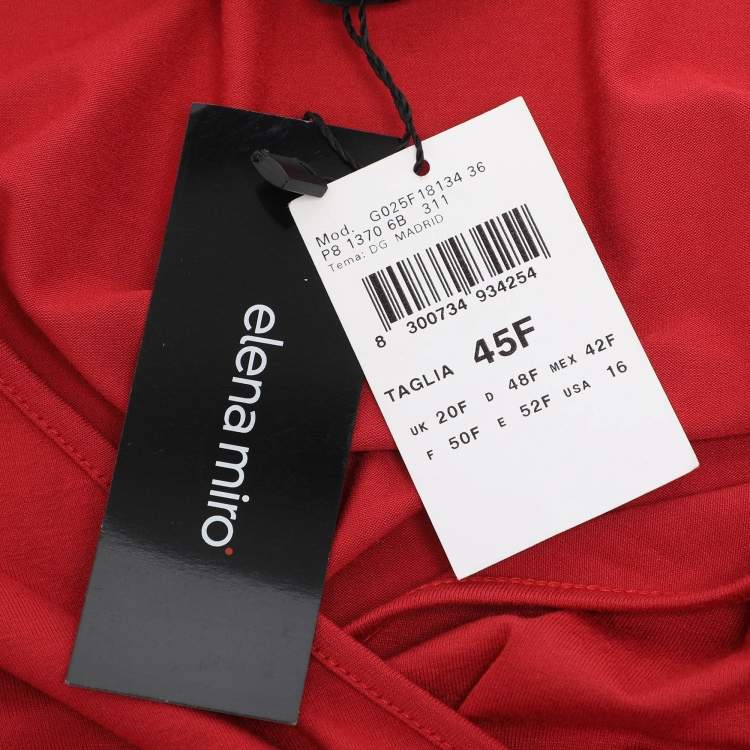 elena miro
Mod. G025F18134 36
P8 1370 6B 311
Tema: DG MADRID
8 300734 934254
TAGLIA 45F
UK 20F D 48F MEX 42F
F 50F E 52F USA 16